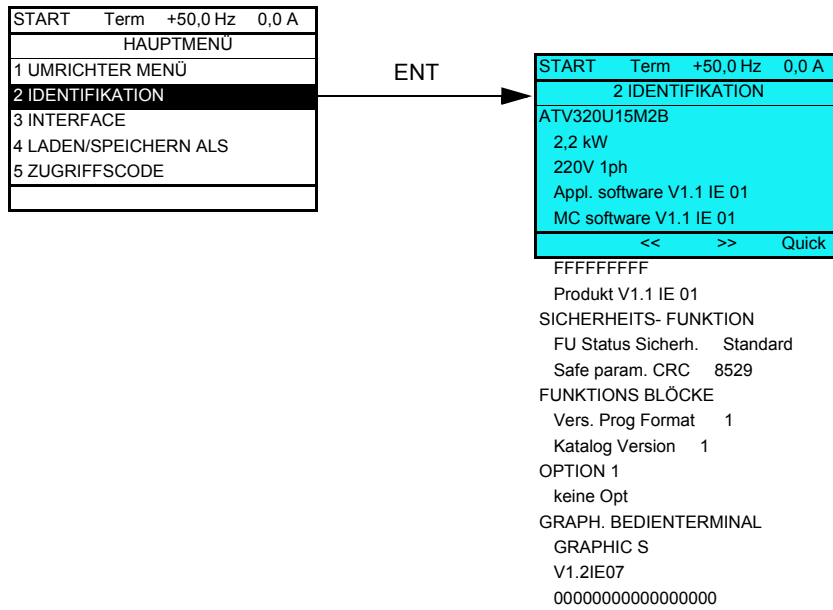 START Term +50,0 Hz 0,0 A
HAUPTMENÜ
1 UMRICHTER MENÜ
2 IDENTIFIKATION
3 INTERFACE
4 LADEN/SPEICHERN ALS
5 ZUGRIFFSCODE
ENT
START Term +50,0 Hz 0,0 A
2 IDENTIFIKATION
ATV320U15M2B
2,2 kW
220V 1ph
Appl. software V1.1 IE 01
MC software V1.1 IE 01
<< >> Quick
FFFFFFFFF
Produkt V1.1 IE 01
SICHERHEITS- FUNKTION
FU Status Sicherh. Standard
Safe param. CRC 8529
FUNKTIONS BLÖCKE
Vers. Prog Format 1
Katalog Version 1
OPTION 1
keine Opt
GRAPH. BEDIENTERMINAL
GRAPHIC S
V1.2IE07
00000000000000000